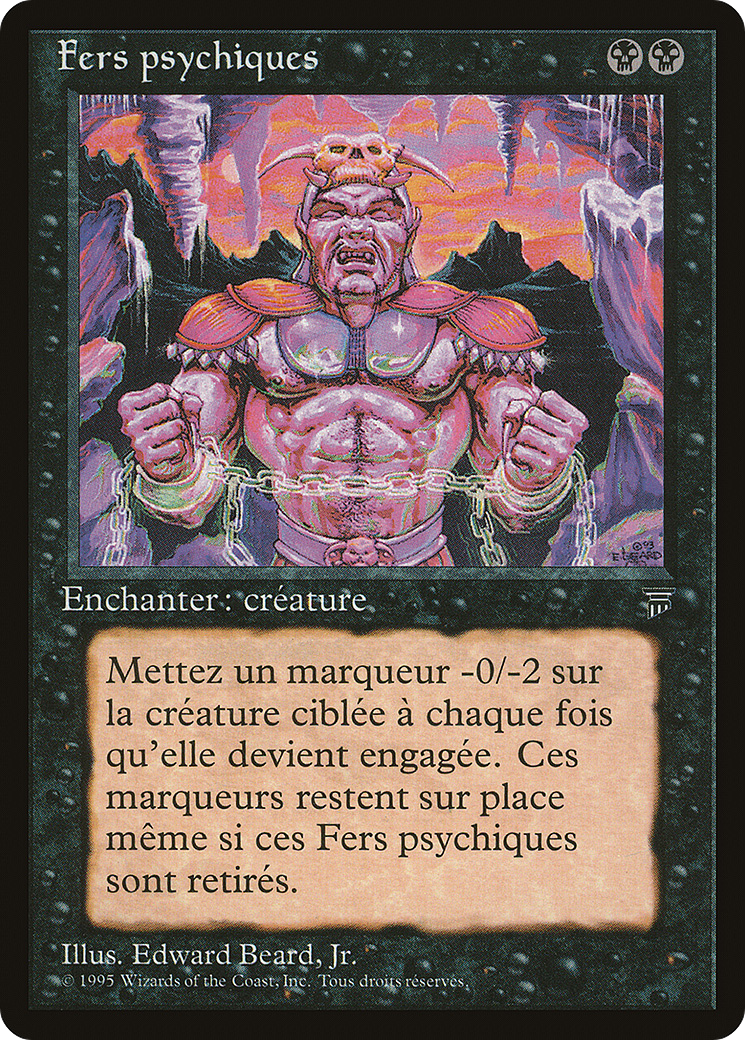 Fers psychiques
©93
E. BEARD
Enchanter : créature
Mettez un marqueur -0/-2 sur
la créature ciblée à chaque fois
qu'elle devient engagée. Ces
marqueurs restent sur place
même si ces Fers psychiques
sont retirés.
Illus. Edward Beard, Jr.
© 1995 Wizards of the Coast, Inc. Tous droits réservés.